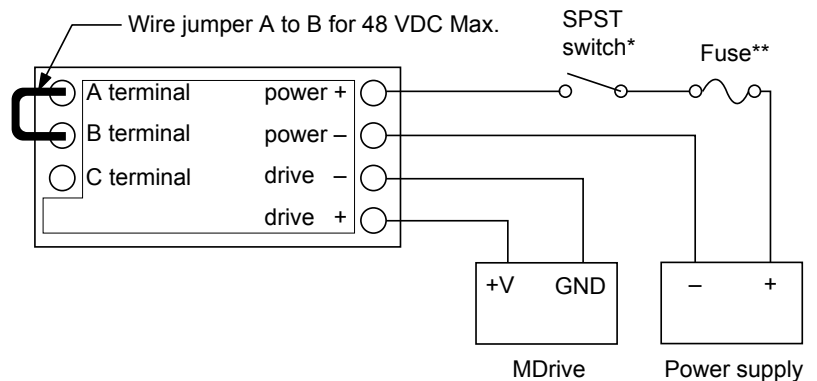 Wire jumper A to B for 48 VDC Max.
SPST
switch*
Fuse**
A terminal
power +
B terminal
power –
C terminal
drive –
drive +
+V
GND
–
+
MDrive
Power supply